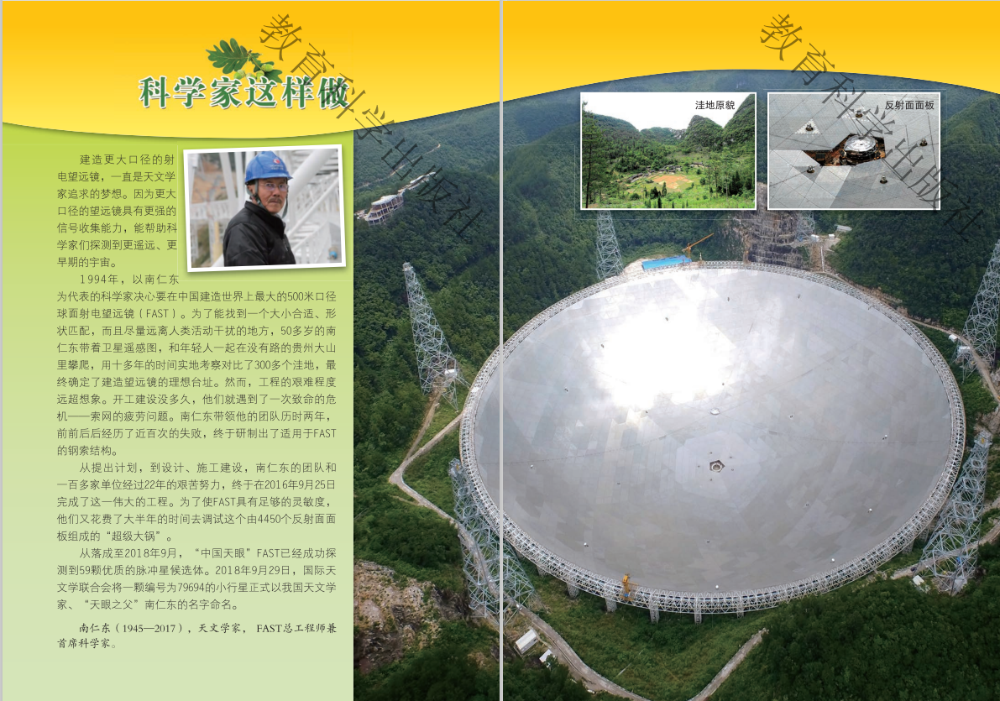 科学家这样做
建造更大口径的射
电望远镜，一直是天文学
家追求的梦想。因为更大
口径的望远镜具有更强的
信号收集能力，能帮助科
学家们探测到更遥远、更
早期的宇宙。
1994年，以南仁东
为代表的科学家决心要在中国建造世界上最大的500米口径
球面射电望远镜（FAST）。为了能找到一个大小合适、形
状匹配，而且尽量远离人类活动干扰的地方，50多岁的南
仁东带着卫星遥感图，和年轻人一起在没有路的贵州大山
里攀爬，用十多年的时间实地考察对比了300多个洼地，最
终确定了建造望远镜的理想台址。然而，工程的艰难程度
远超想象。开工建设没多久，他们就遇到了一次致命的危
机——索网的疲劳问题。南仁东带领他的团队历时两年，
前前后后经历了近百次的失败，终于研制出了适用于FAST
的钢索结构。
从提出计划，到设计、施工建设，南仁东的团队和
一百多家单位经过22年的艰苦努力，终于在2016年9月25日
完成了这一伟大的工程。为了使FAST具有足够的灵敏度，
他们又花费了大半年的时间去调试这个由4450个反射面面
板组成的“超级大锅”。
从落成至2018年9月，“中国天眼”FAST已经成功探
测到59颗优质的脉冲星候选体。2018年9月29日，国际天
文学联合会将一颗编号为79694的小行星正式以我国天文学
家、“天眼之父”南仁东的名字命名。
南仁东（1945—2017），天文学家， FAST总工程师兼
首席科学家。
洼地原貌
反射面面板
教育科学出版社
教育科学出版社